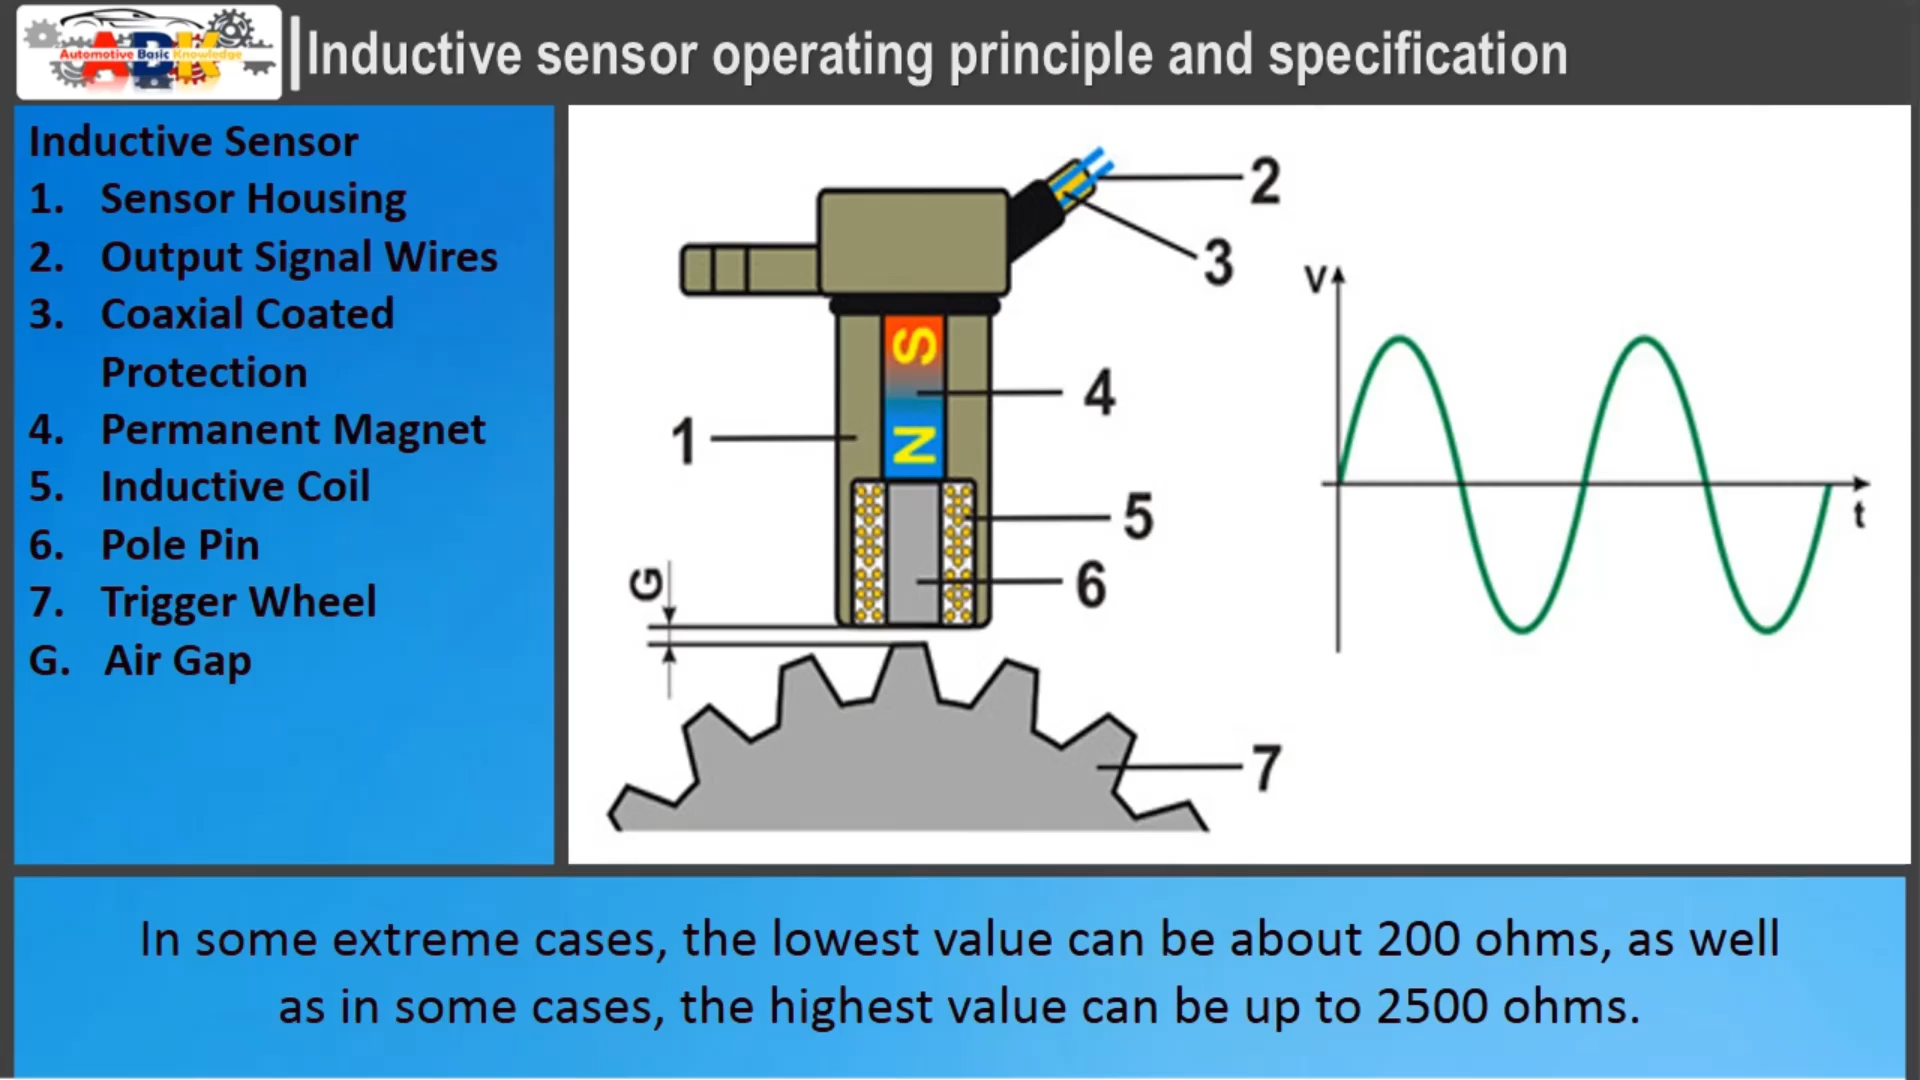 ABK
Automotive Basic Knowledge
Inductive sensor operating principle and specification
Inductive Sensor
1. Sensor Housing
2. Output Signal Wires
3. Coaxial Coated
Protection
4. Permanent Magnet
5. Inductive Coil
6. Pole Pin
7. Trigger Wheel
G. Air Gap
2
3
S
N
4
1
5
6
G
7
V
t
In some extreme cases, the lowest value can be about 200 ohms, as well
as in some cases, the highest value can be up to 2500 ohms.